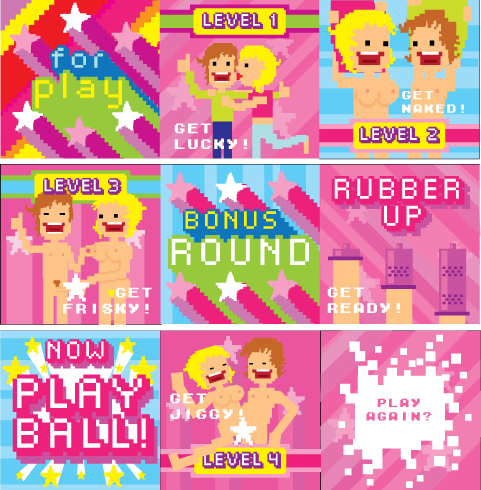 for
play
LEVEL 1
GET
LUCKY!
GET
NAKED!
LEVEL 2
LEVEL 3
GET
FRISKY!
BONUS
ROUND
RUBBER
UP
GET
READY!
NOW
PLAY
BALL!
GET
JIGGY!
LEVEL 4
PLAY
AGAIN?